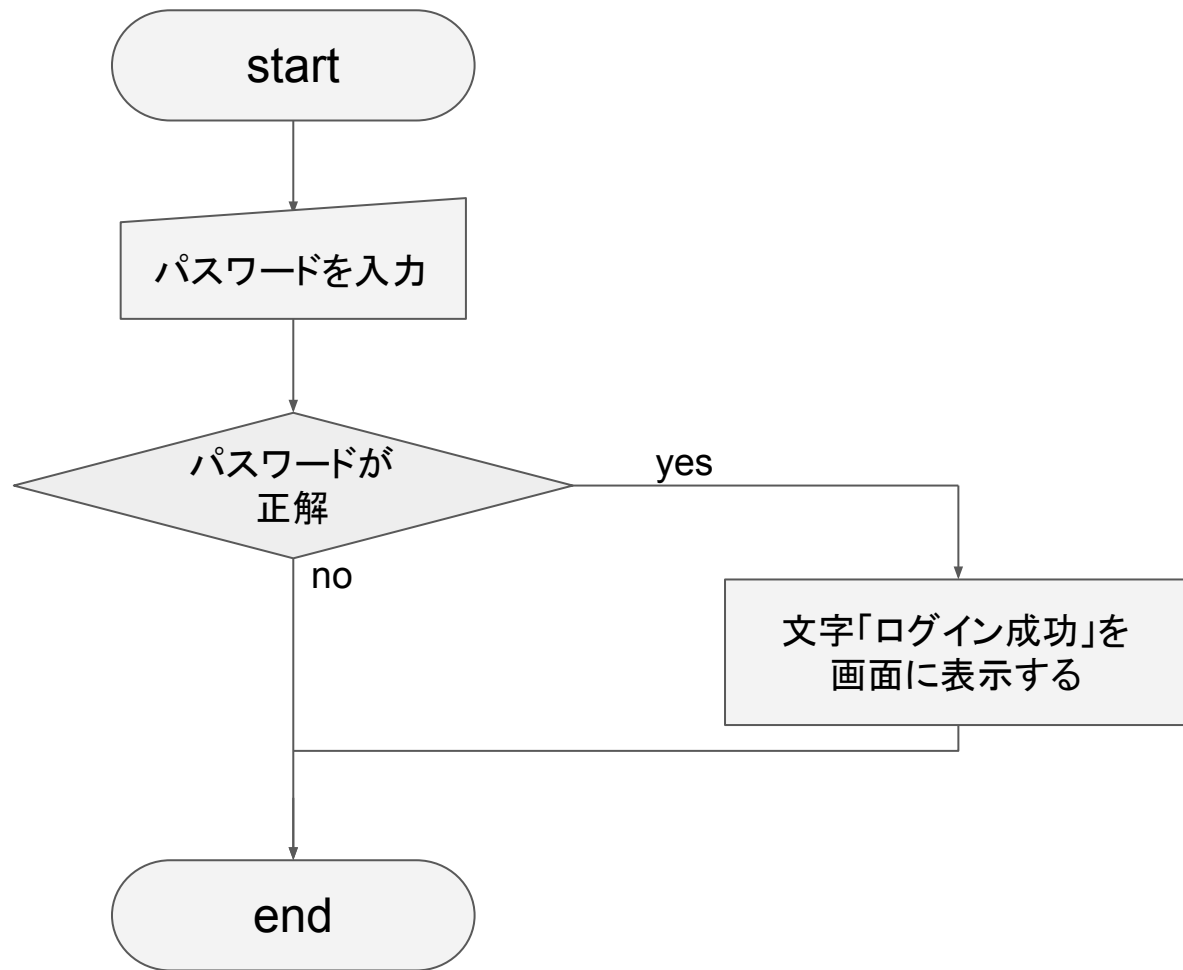 start
パスワードを入力
パスワードが
正解
yes
no
文字「ログイン成功」を
画面に表示する
end